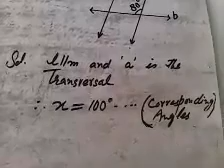 80°
b
Sol. l||m and 'a' is the
Transversal
∴ x = 100° ---- (Corresponding
Angles